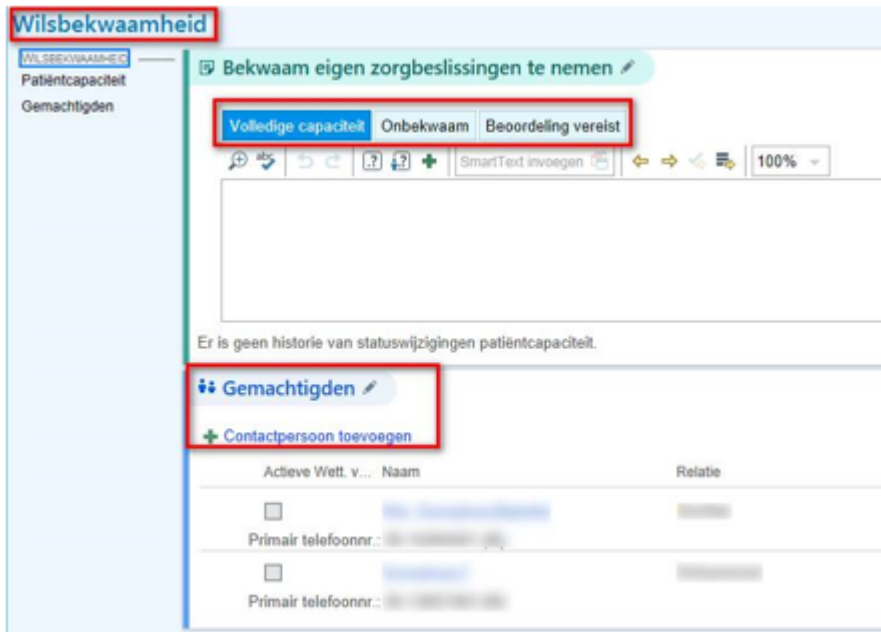 Wilsbekwaamheid
WILSBEKWAAMHEID
Patiëntcapaciteit
Gemachtigden
Bekwaam eigen zorgbeslissingen te nemen
Volledige capaciteit Onbekwaam Beoordeling vereist
abc ? ? SmartText invoegen 100%
Er is geen historie van statuswijzigingen patiëntcapaciteit.
Gemachtigden
Contactpersoon toevoegen
Actieve Wett. v... Naam Relatie
Primair telefoonnr.:
Primair telefoonnr.: